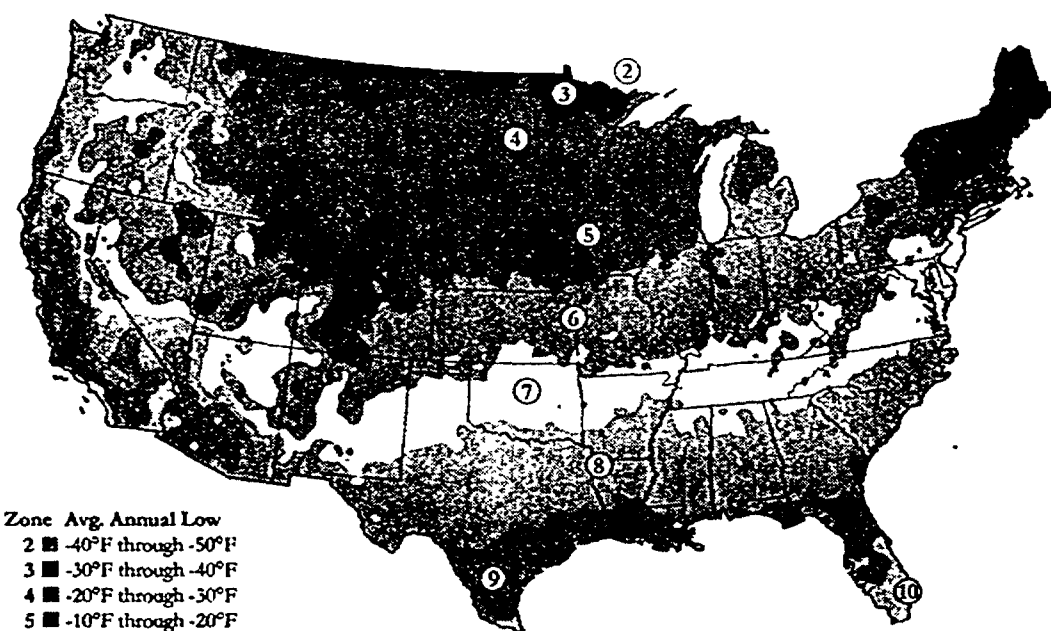 ②
③
④
⑤
⑥
⑦
⑧
⑨
⑩
Zone Avg. Annual Low
2 ■ -40°F through -50°F
3 ■ -30°F through -40°F
4 ■ -20°F through -30°F
5 ■ -10°F through -20°F